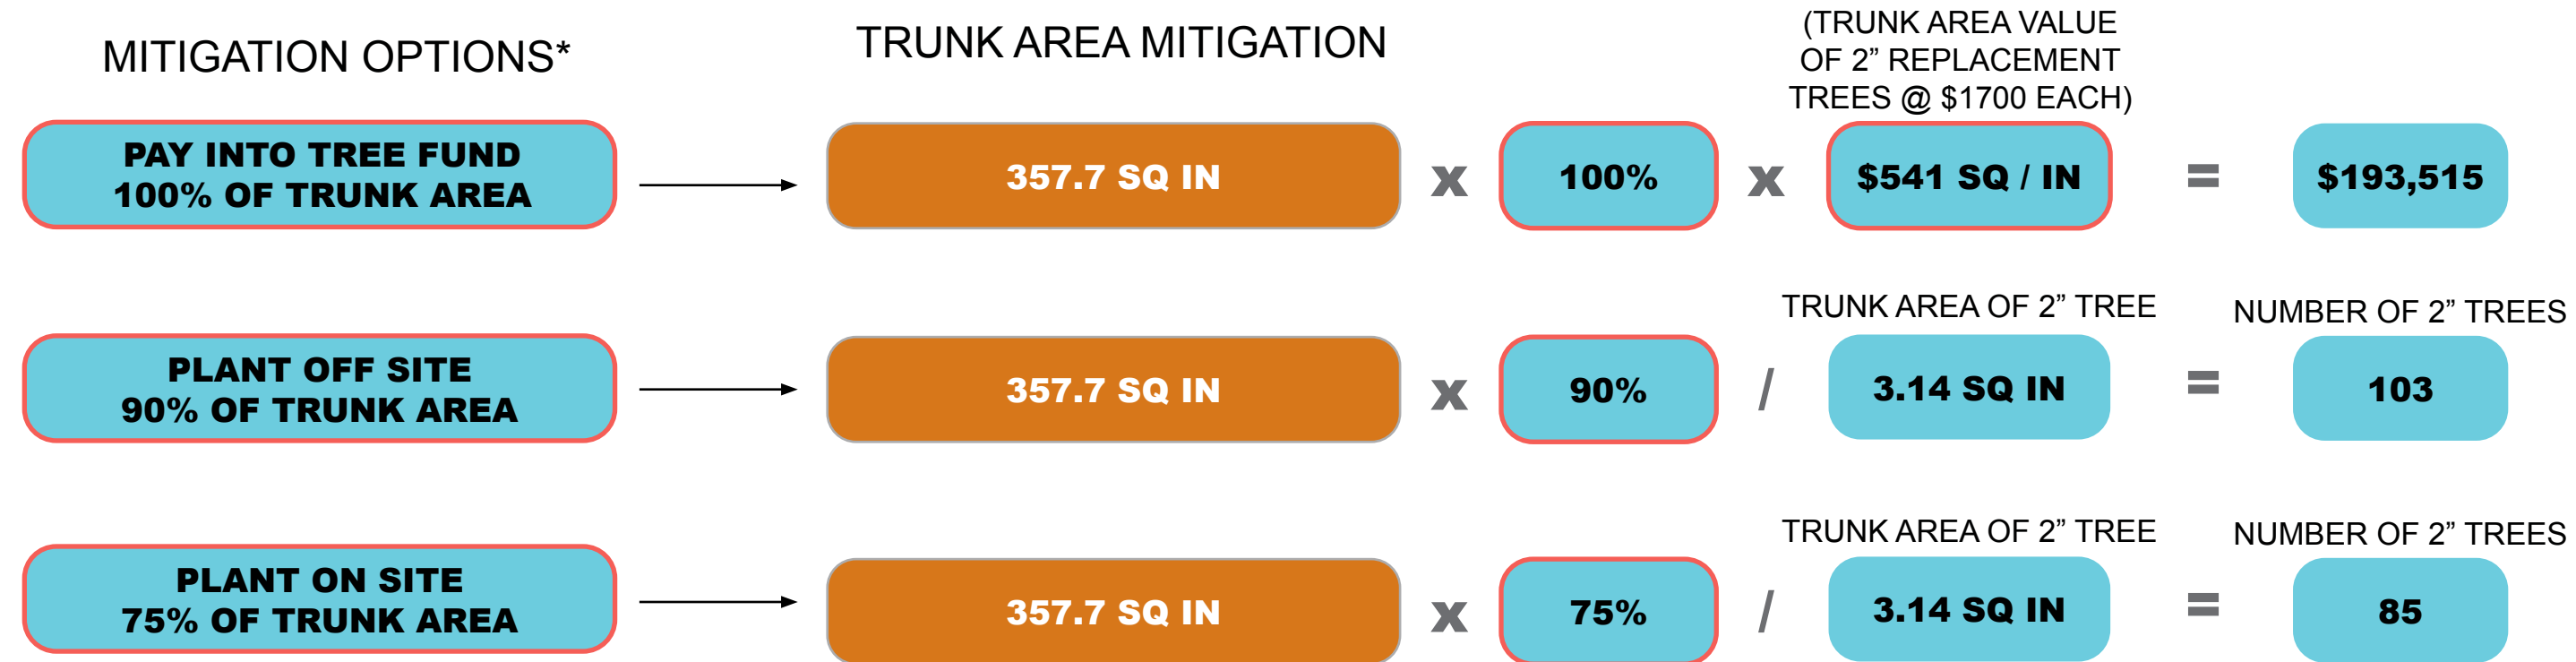 MITIGATION OPTIONS*
TRUNK AREA MITIGATION
(TRUNK AREA VALUE
OF 2” REPLACEMENT
TREES @ $1700 EACH)
PAY INTO TREE FUND
100% OF TRUNK AREA
357.7 SQ IN
x
100%
x
$541 SQ / IN
=
$193,515
TRUNK AREA OF 2” TREE
NUMBER OF 2” TREES
PLANT OFF SITE
90% OF TRUNK AREA
357.7 SQ IN
x
90%
/
3.14 SQ IN
=
103
TRUNK AREA OF 2” TREE
NUMBER OF 2” TREES
PLANT ON SITE
75% OF TRUNK AREA
357.7 SQ IN
x
75%
/
3.14 SQ IN
=
85